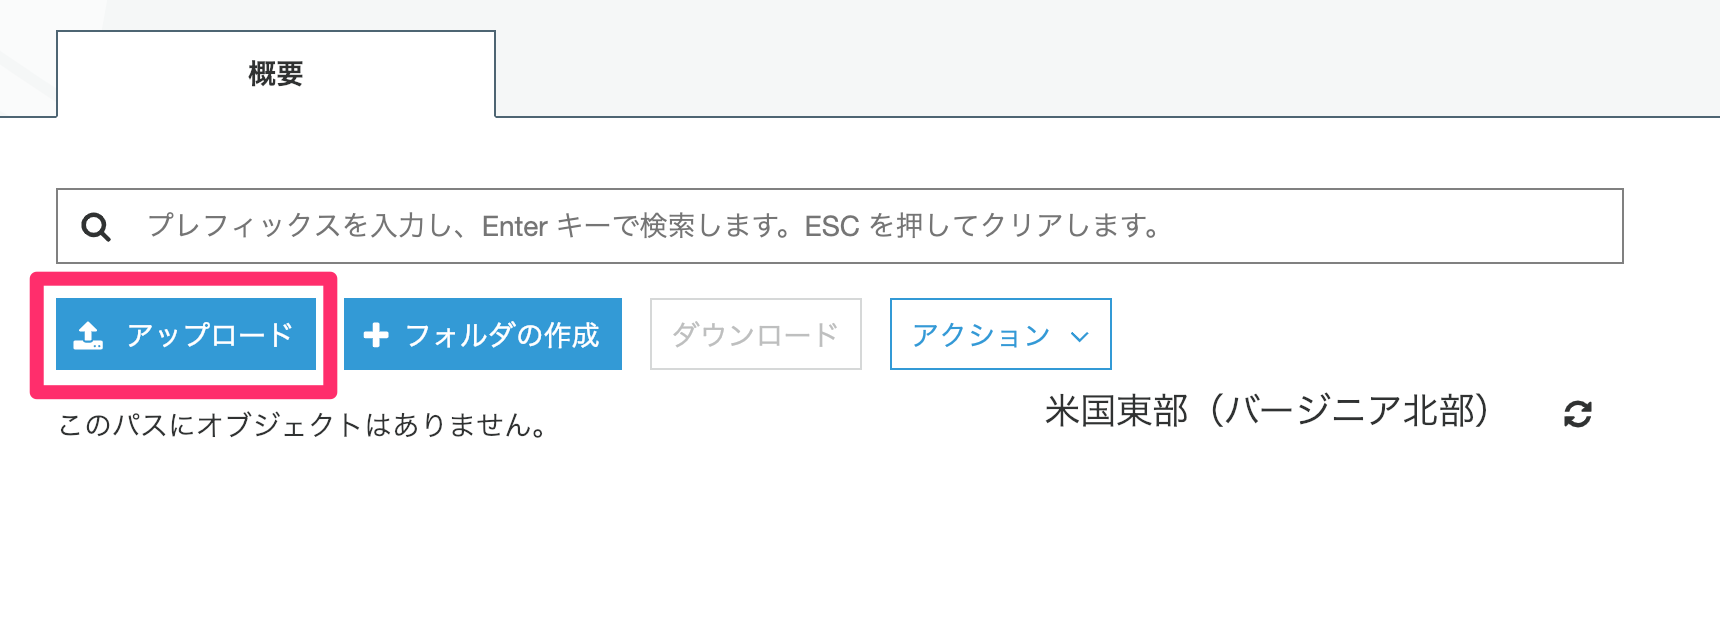 概要
プレフィックスを入力し、Enter キーで検索します。ESC を押してクリアします。
アップロード フォルダの作成 ダウンロード アクション
米国東部（バージニア北部）
このパスにオブジェクトはありません。